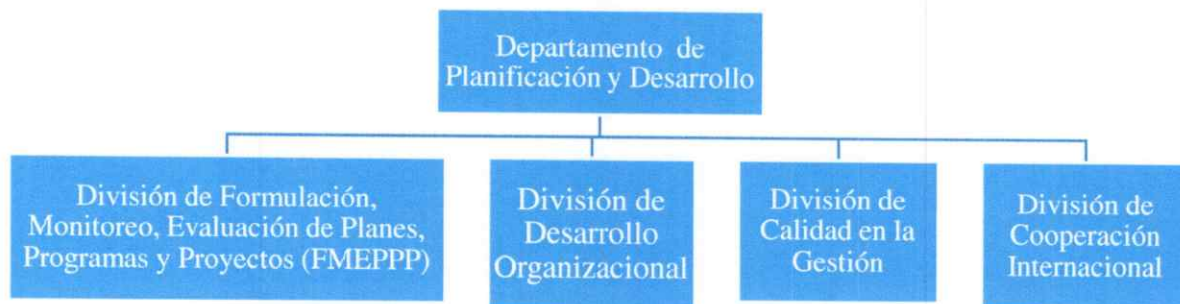 Departamento de
Planificación y Desarrollo
División de Formulación,
Monitoreo, Evaluación de Planes,
Programas y Proyectos (FMEPPP)
División de
Desarrollo
Organizacional
División de
Calidad en la
Gestión
División de
Cooperación
Internacional